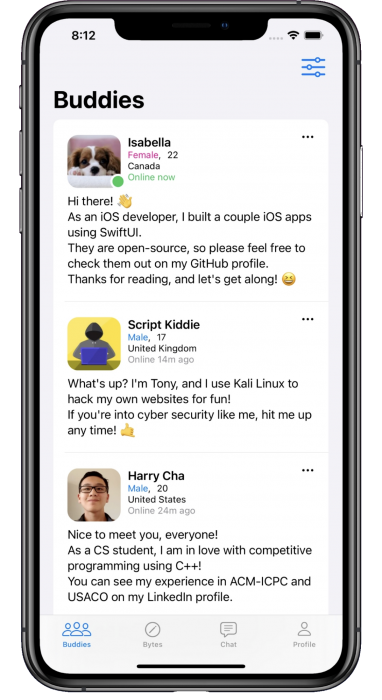 8:12
Buddies
Isabella
Female, 22
Canada
Online now
Hi there! 👋
As an iOS developer, I built a couple iOS apps
using SwiftUI.
They are open-source, so please feel free to
check them out on my GitHub profile.
Thanks for reading, and let's get along! 😆
Script Kiddie
Male, 17
United Kingdom
Online 14m ago
What's up? I'm Tony, and I use Kali Linux to
hack my own websites for fun!
If you're into cyber security like me, hit me up
any time! 🤙
Harry Cha
Male, 20
United States
Online 24m ago
Nice to meet you, everyone!
As a CS student, I am in love with competitive
programming using C++!
You can see my experience in ACM-ICPC and
USACO on my LinkedIn profile.
Buddies Bytes Chat Profile